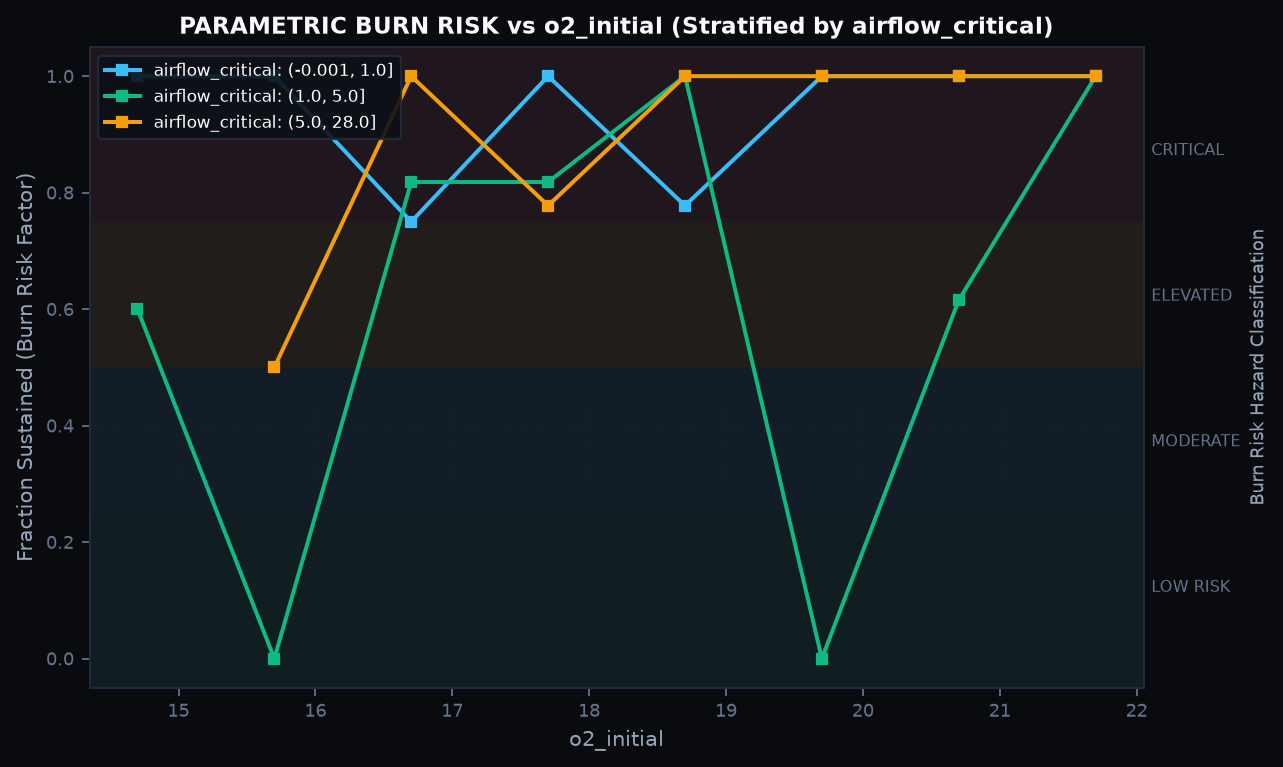 PARAMETRIC BURN RISK vs o2_initial (Stratified by airflow_critical)
airflow_critical: (-0.001, 1.0]
airflow_critical: (1.0, 5.0]
airflow_critical: (5.0, 28.0]
Fraction Sustained (Burn Risk Factor)
1.0
0.8
0.6
0.4
0.2
0.0
CRITICAL
ELEVATED
MODERATE
LOW RISK
Burn Risk Hazard Classification
15 16 17 18 19 20 21 22
o2_initial